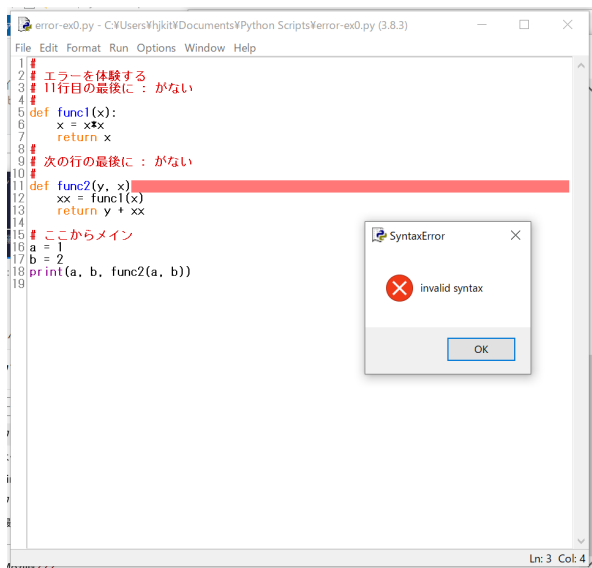 error-ex0.py - C:¥Users¥hjkit¥Documents¥Python Scripts¥error-ex0.py (3.8.3)
File Edit Format Run Options Window Help
1 #
2 # エラーを体験する
3 # 11行目の最後に : がない
4 #
5 def func1(x):
6     x = x*x
7     return x
8 #
9 # 次の行の最後に : がない
10 #
11 def func2(y, x)
12     xx = func1(x)
13     return y + xx
14
15 # ここからメイン
16 a = 1
17 b = 2
18 print(a, b, func2(a, b))
19
SyntaxError
invalid syntax
OK
Ln: 3 Col: 4